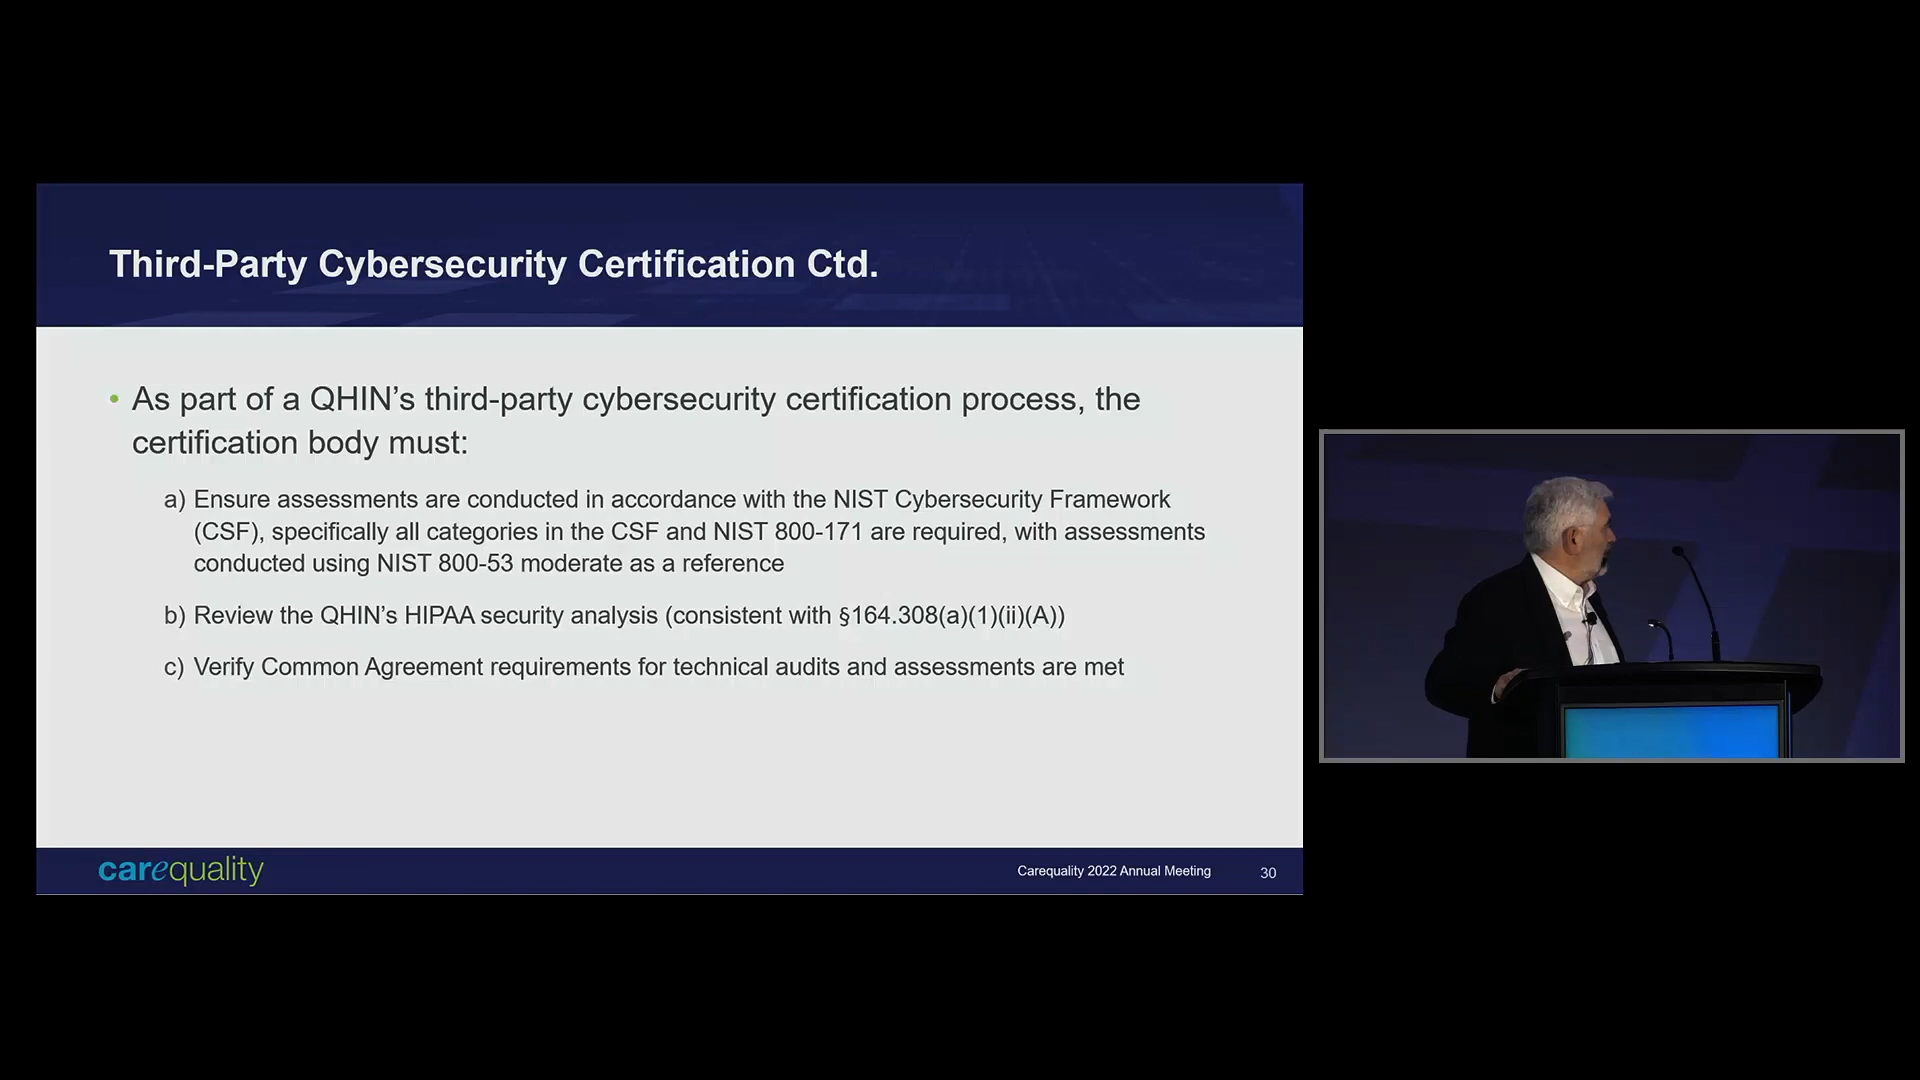 Third-Party Cybersecurity Certification Ctd.
• As part of a QHIN’s third-party cybersecurity certification process, the
certification body must:
a) Ensure assessments are conducted in accordance with the NIST Cybersecurity Framework
(CSF), specifically all categories in the CSF and NIST 800-171 are required, with assessments
conducted using NIST 800-53 moderate as a reference
b) Review the QHIN’s HIPAA security analysis (consistent with §164.308(a)(1)(ii)(A))
c) Verify Common Agreement requirements for technical audits and assessments are met
carequality
Carequality 2022 Annual Meeting
30